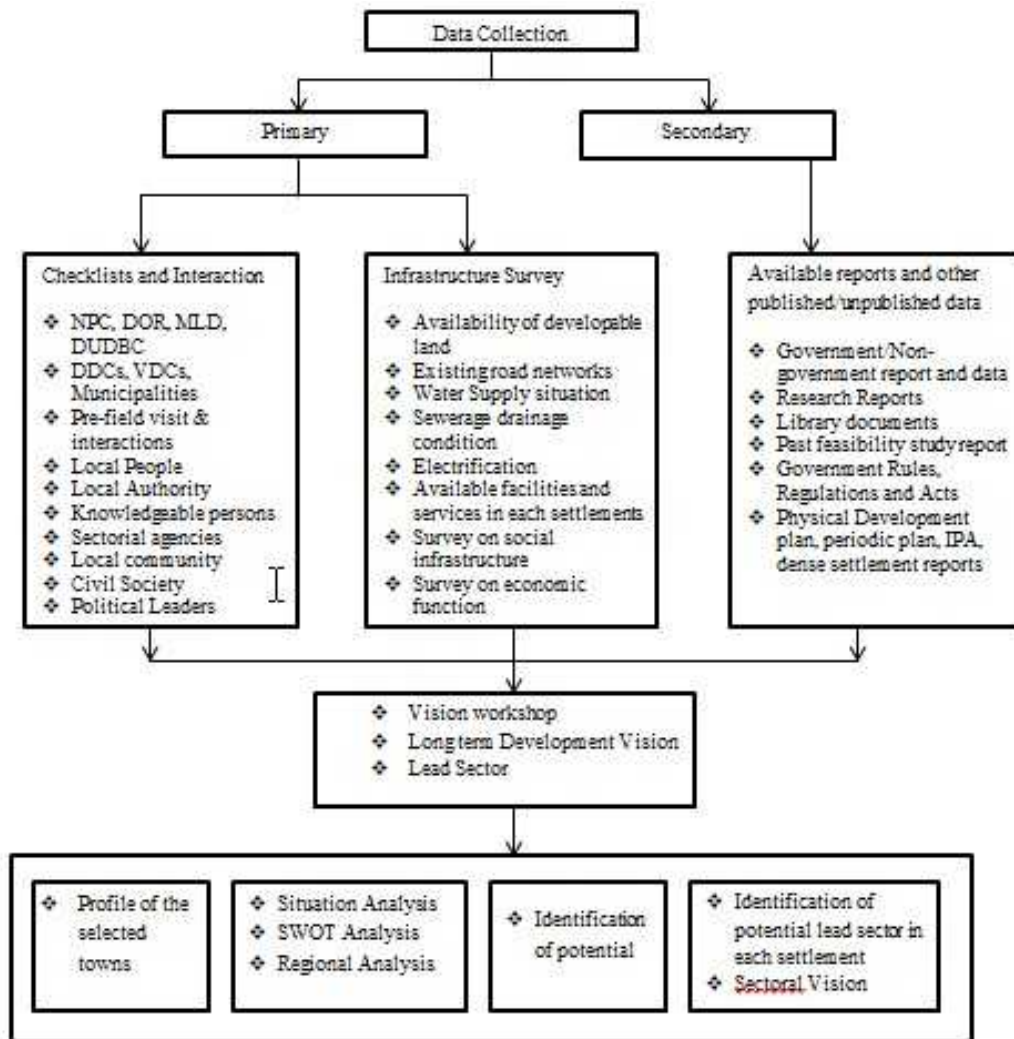 Data Collection
Primary
Secondary
Checklists and Interaction
❖ NPC, DOR, MLD,
DUDBC
❖ DDCs, VDCs,
Municipalities
❖ Pre-field visit &
interactions
❖ Local People
❖ Local Authority
❖ Knowledgeable persons
❖ Sectorial agencies
❖ Local community
❖ Civil Society
❖ Political Leaders
Infrastructure Survey
❖ Availability of developable
land
❖ Existing road networks
❖ Water Supply situation
❖ Sewerage drainage
condition
❖ Electrification
❖ Available facilities and
services in each settlements
❖ Survey on social
infrastructure
❖ Survey on economic
function
Available reports and other
published/unpublished data
❖ Government/Non-
government report and data
❖ Research Reports
❖ Library documents
❖ Past feasibility study report
❖ Government Rules,
Regulations and Acts
❖ Physical Development
plan, periodic plan, IPA,
dense settlement reports
❖ Vision workshop
❖ Long term Development Vision
❖ Lead Sector
❖ Profile of the
selected
towns
❖ Situation Analysis
❖ SWOT Analysis
❖ Regional Analysis
❖ Identification
of potential
❖ Identification of
potential lead sector in
each settlement
❖ Sectoral Vision